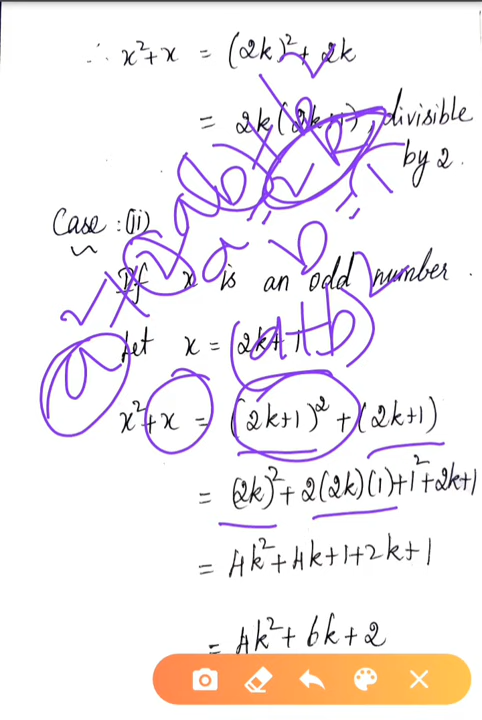 ∴ x²+x = (2k)²+2k
= 2k(2k+1), divisible
by 2.
Case :(ii)
If x is an odd number.
Let x = (2k+1
a+b)
x²+x = (2k+1)²+(2k+1)
= (2k)²+2(2k)(1)+1²+2k+1
= 4k²+4k+1+2k+1
= 4k²+6k+2